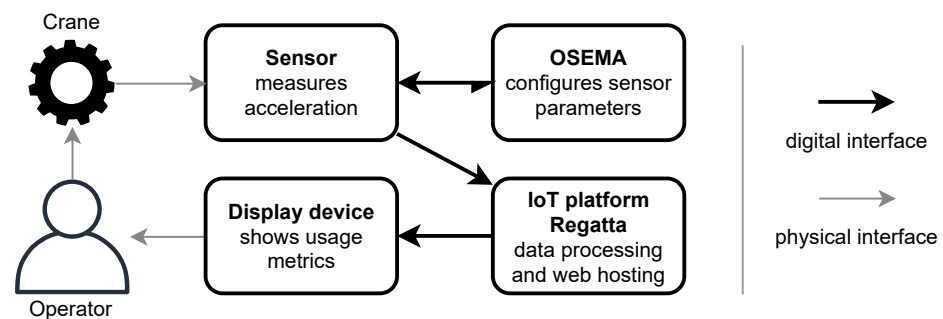 Crane
Sensor
measures
acceleration
OSEMA
configures sensor
parameters
digital interface
Display device
shows usage
metrics
IoT platform
Regatta
data processing
and web hosting
physical interface
Operator